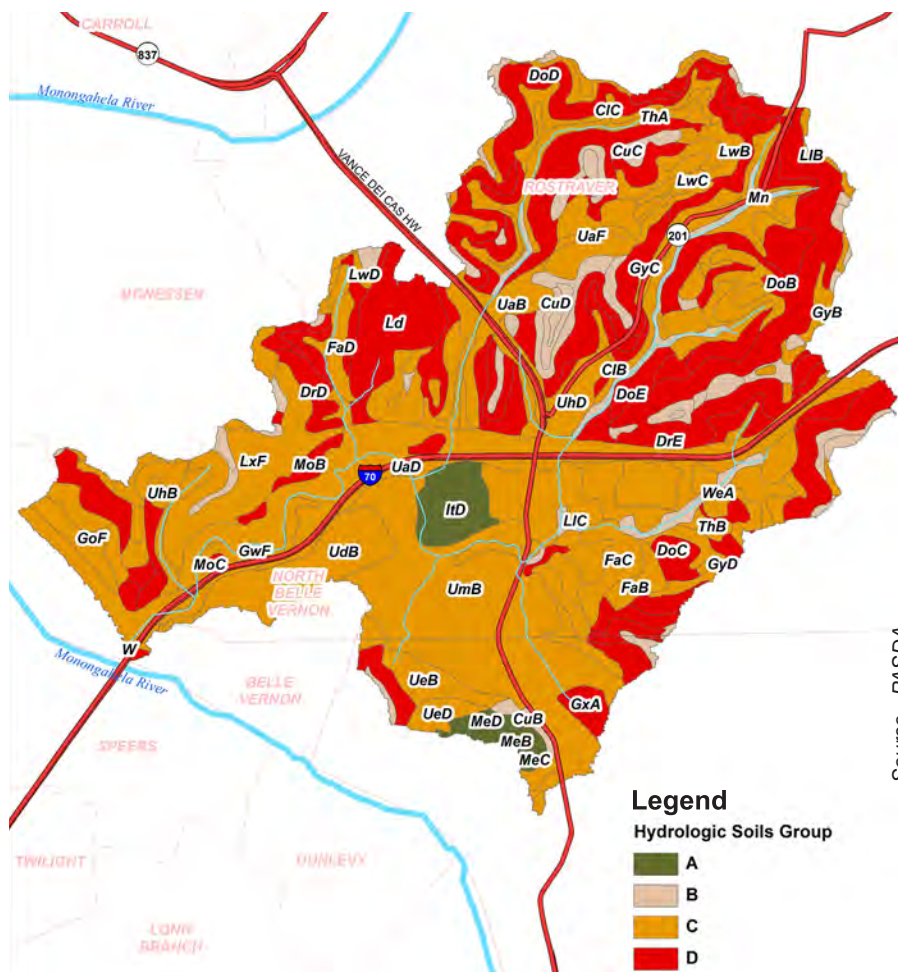 CARROLL
837
Monongahela River
VANCE DEI CAS HW
DoD
ClC
ThA
CuC
LwB
LlB
ROSTRAVER
LwC
Mn
UaF
201
GyC
LwD
MONESSEN
Ld
UaB
CuD
DoB
GyB
FaD
ClB
DrD
UhD
DoE
DrE
LxF
MoB
UaD
70
UhB
ItD
WeA
GoF
LlC
ThB
GwF
UdB
MoC
FaC
DoC
GyD
NORTH
BELLE
VERNON
UmB
FaB
W
Monongahela River
BELLE
VERNON
UeB
GxA
UeD
MeD
CuB
SPEERS
MeB
MeC
TWILIGHT
DUNLEVY
LONG
BRANCH
Source PASDA
Legend
Hydrologic Soils Group
A
B
C
D